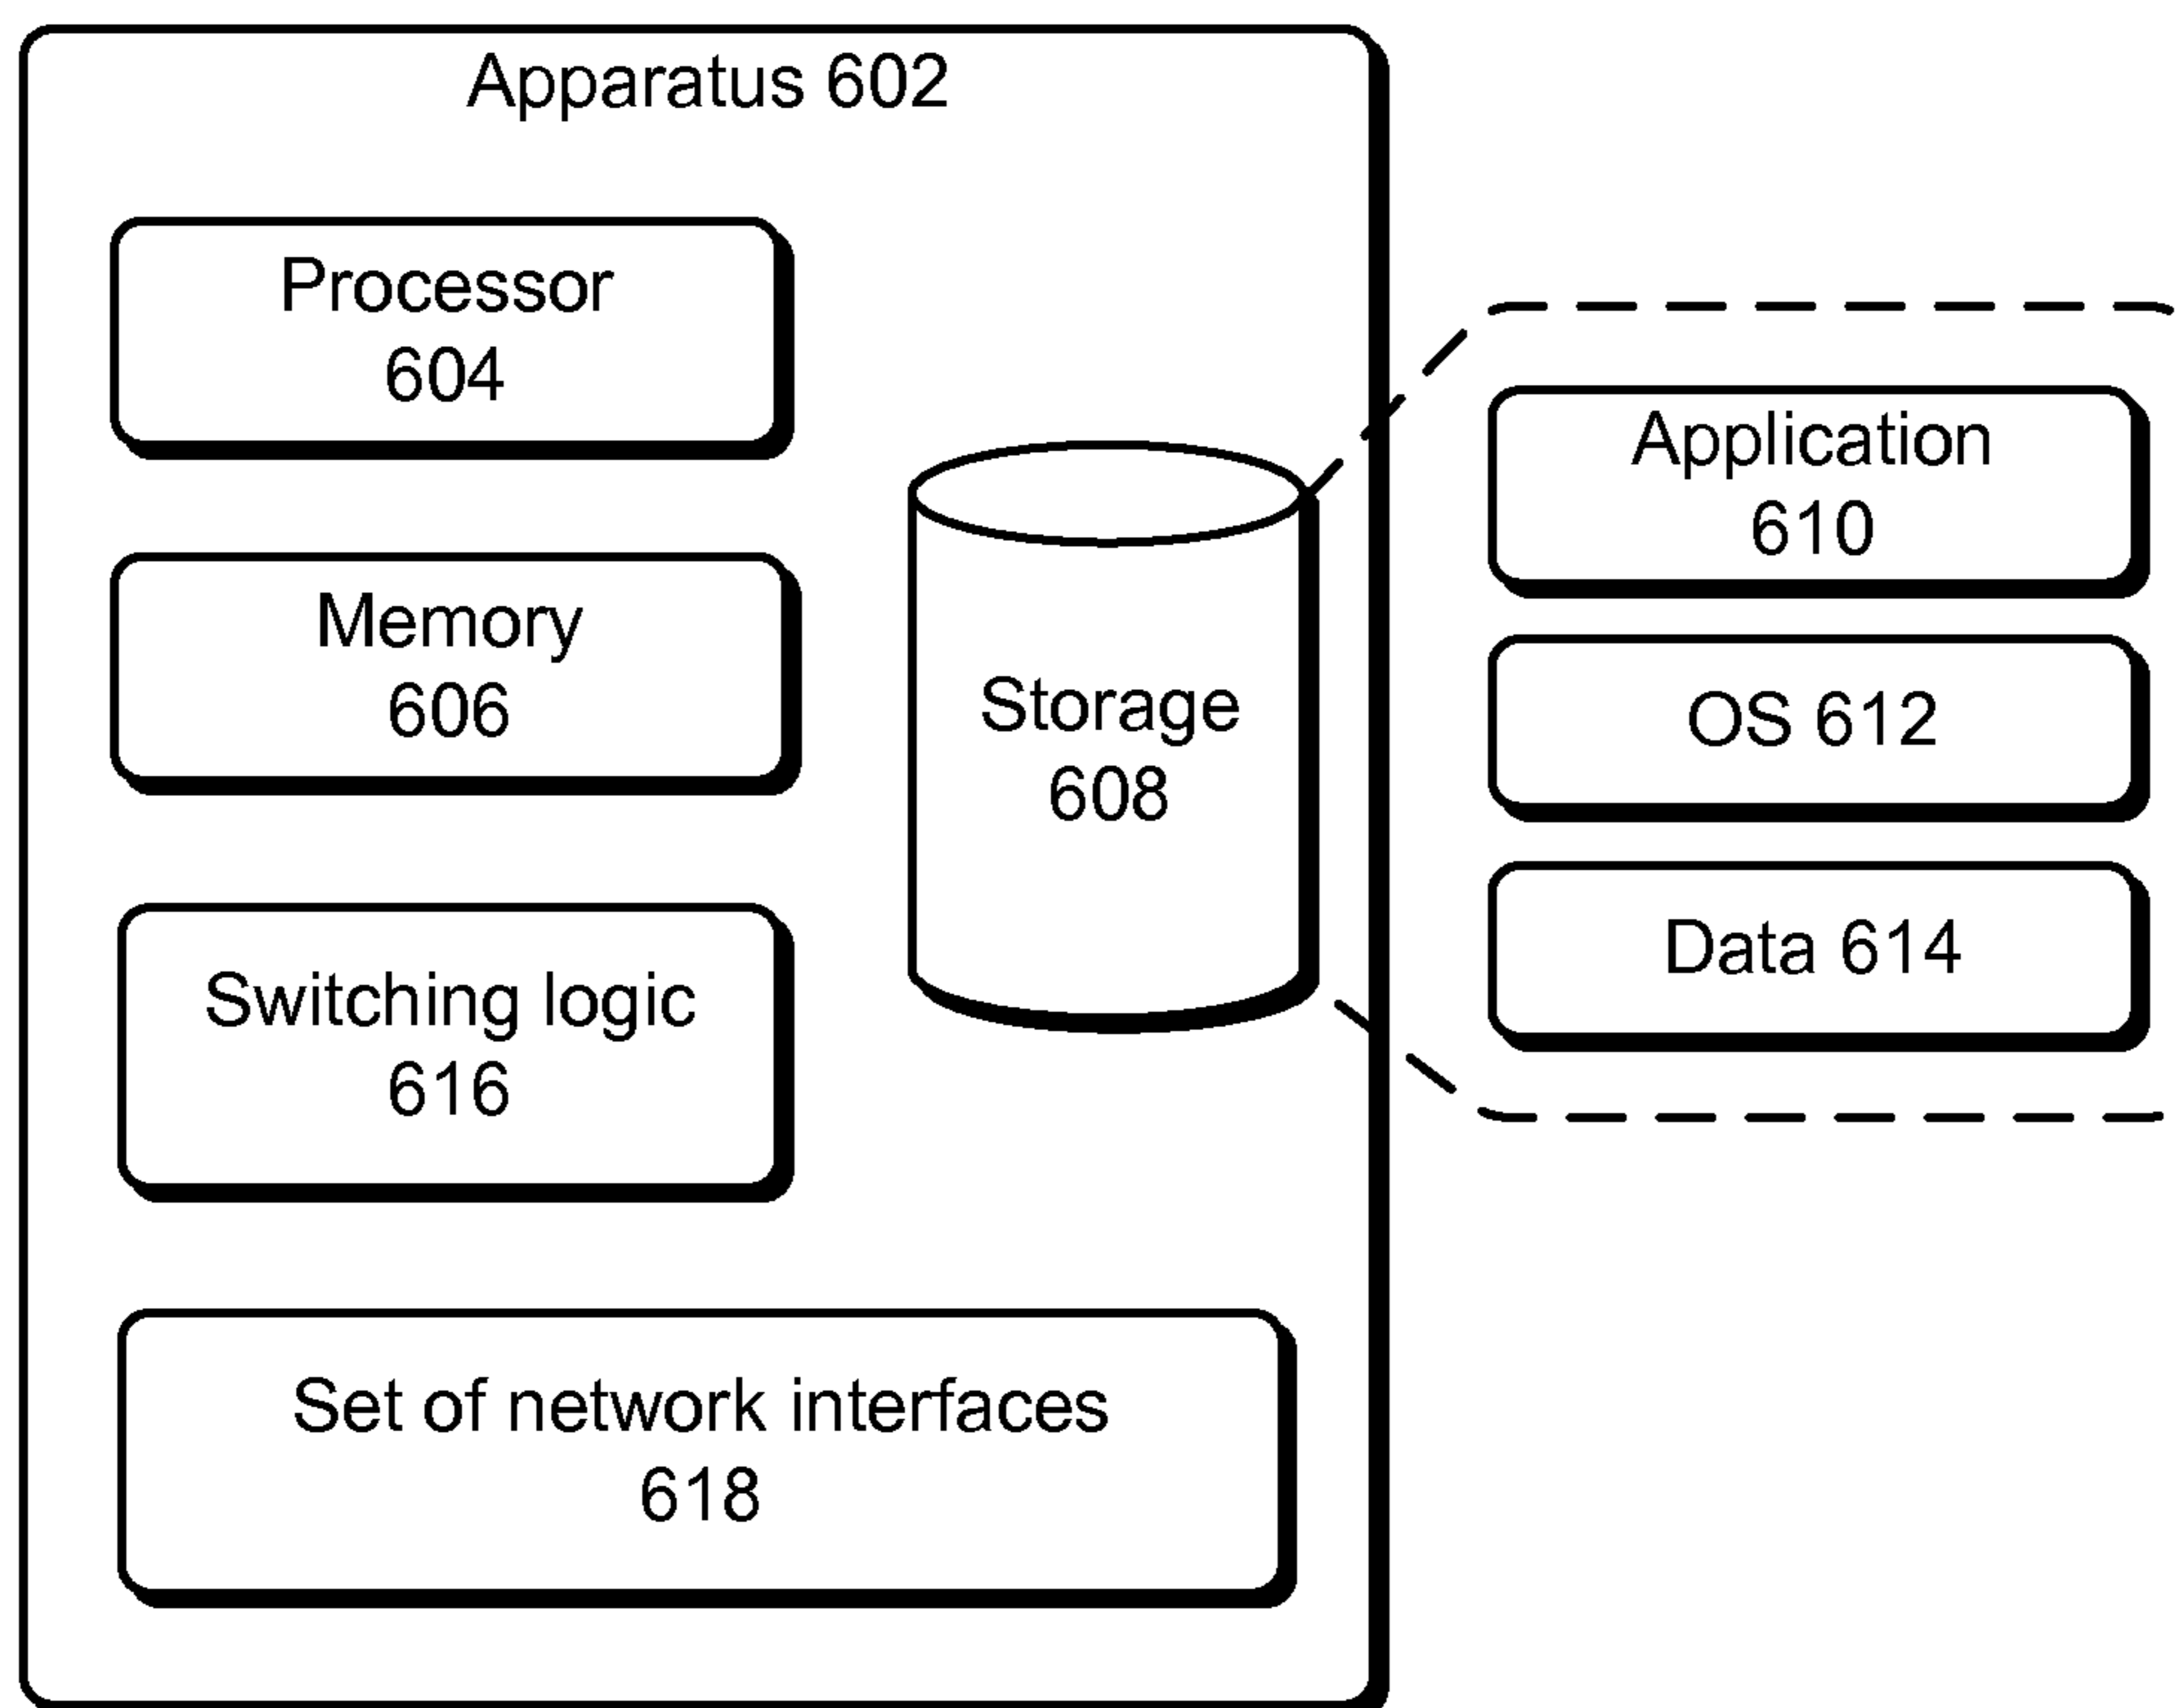 Apparatus 602
Processor
604
Memory
606
Storage
608
Switching logic
616
Set of network interfaces
618
Application
610
OS 612
Data 614